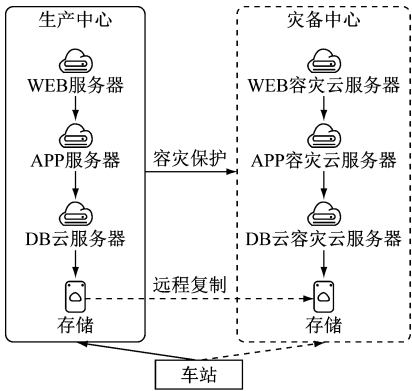 生产中心
灾备中心
WEB服务器
WEB容灾云服务器
APP服务器
容灾保护
APP容灾云服务器
DB云服务器
DB云容灾云服务器
远程复制
存储
存储
车站